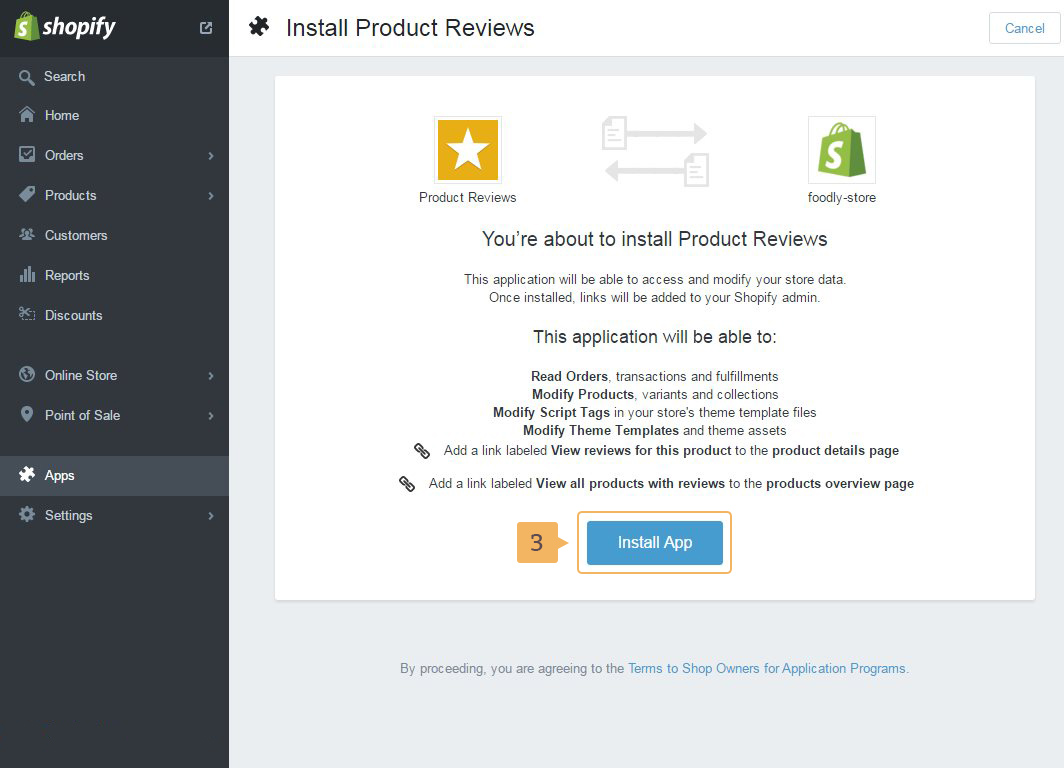 shopify
Install Product Reviews
Cancel
Search
Home
Orders
Products
Customers
Reports
Discounts
Online Store
Point of Sale
Apps
Settings
Product Reviews
foodly-store
You’re about to install Product Reviews
This application will be able to access and modify your store data.
Once installed, links will be added to your Shopify admin.
This application will be able to:
Read Orders, transactions and fulfillments
Modify Products, variants and collections
Modify Script Tags in your store's theme template files
Modify Theme Templates and theme assets
Add a link labeled View reviews for this product to the product details page
Add a link labeled View all products with reviews to the products overview page
3
Install App
By proceeding, you are agreeing to the Terms to Shop Owners for Application Programs.